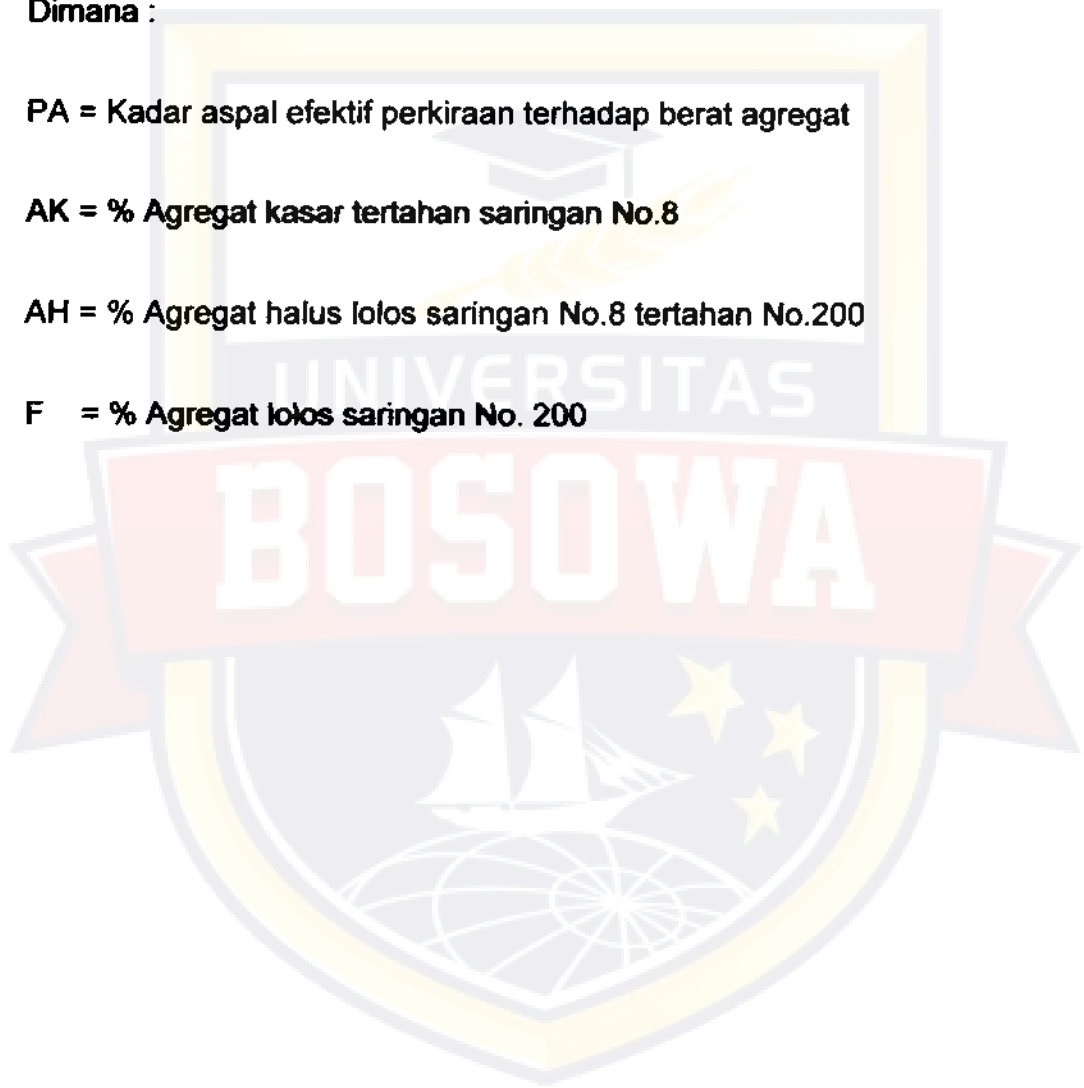 Dimana :
PA = Kadar aspal efektif perkiraan terhadap berat agregat
AK = % Agregat kasar tertahan saringan No.8
AH = % Agregat halus lolos saringan No.8 tertahan No.200
UNIVERSITAS
F = % Agregat lolos saringan No. 200
BOSOWA